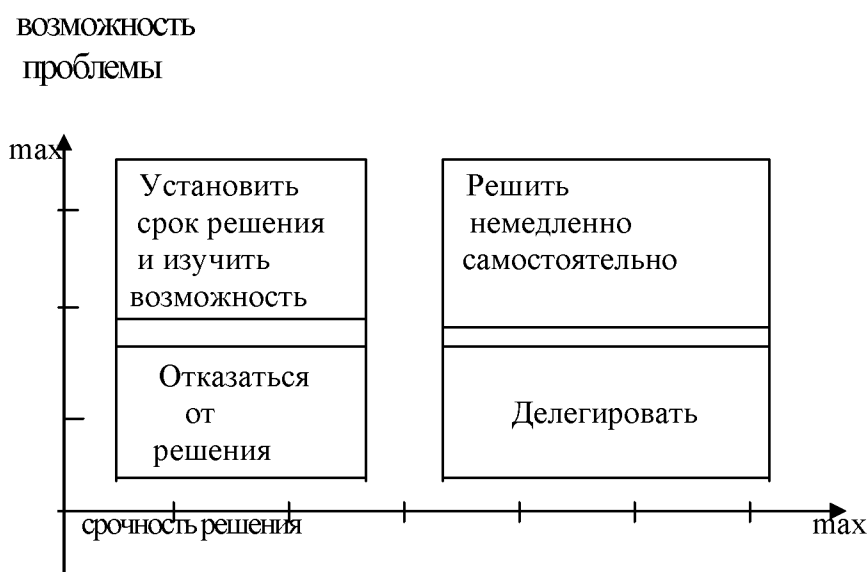 возможность
проблемы
max
Установить
срок решения
и изучить
возможность
Решить
немедленно
самостоятельно
Отказаться
от
решения
Делегировать
срочность решения
max